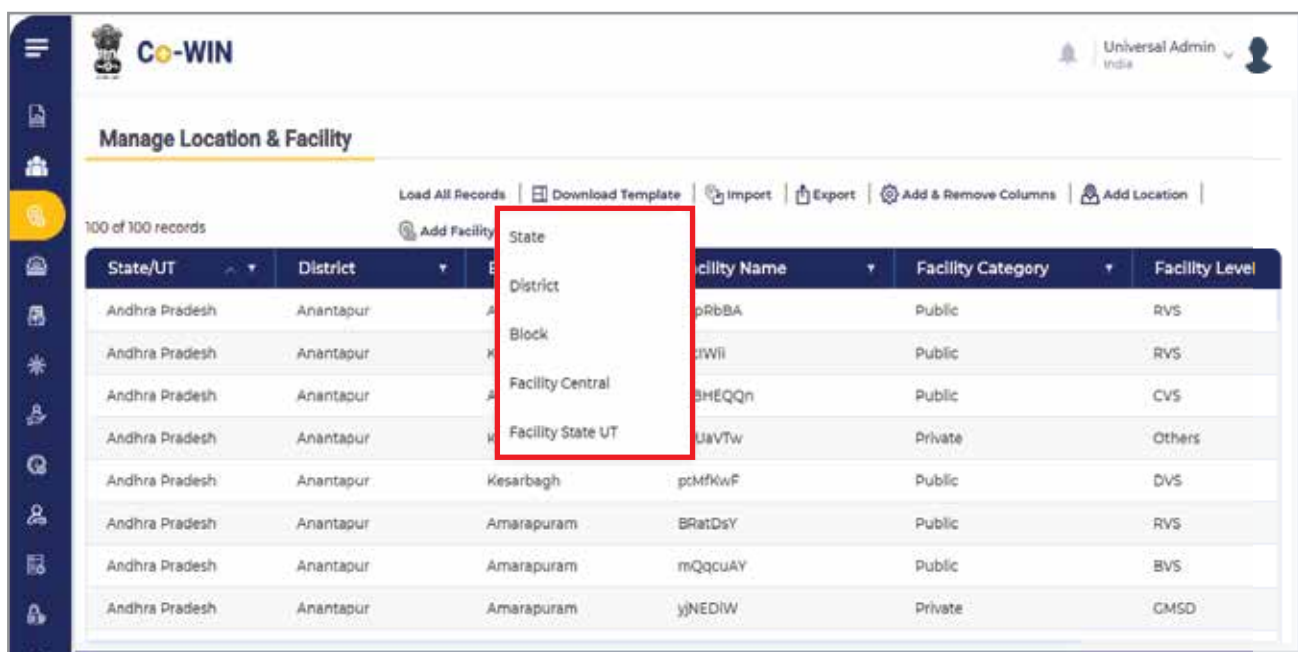 Co-WIN
Universal Admin
India
Manage Location & Facility
Load All Records Download Template Import Export Add & Remove Columns Add Location
100 of 100 records Add Facility
State
District
Block
Facility Central
Facility State UT
State/UT District cility Name Facility Category Facility Level
Andhra Pradesh Anantapur Public RVS
Andhra Pradesh Anantapur Public RVS
Andhra Pradesh Anantapur Public CVS
Andhra Pradesh Anantapur Private Others
Andhra Pradesh Anantapur Kesarbagh ptMfKwF Public DVS
Andhra Pradesh Anantapur Amarapuram BRatDsY Public RVS
Andhra Pradesh Anantapur Amarapuram mQqcuAY Public BVS
Andhra Pradesh Anantapur Amarapuram yjNEDiW Private GMSD